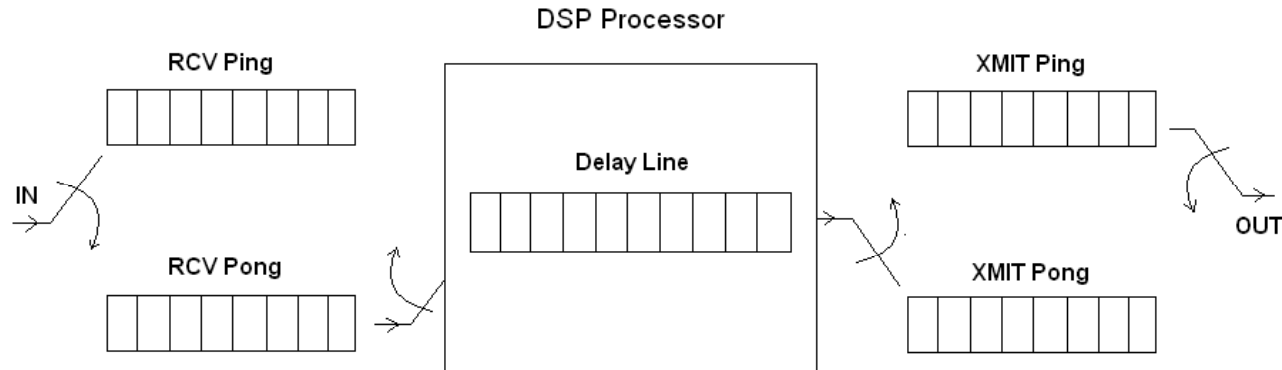 DSP Processor
RCV Ping
XMIT Ping
Delay Line
IN
OUT
RCV Pong
XMIT Pong